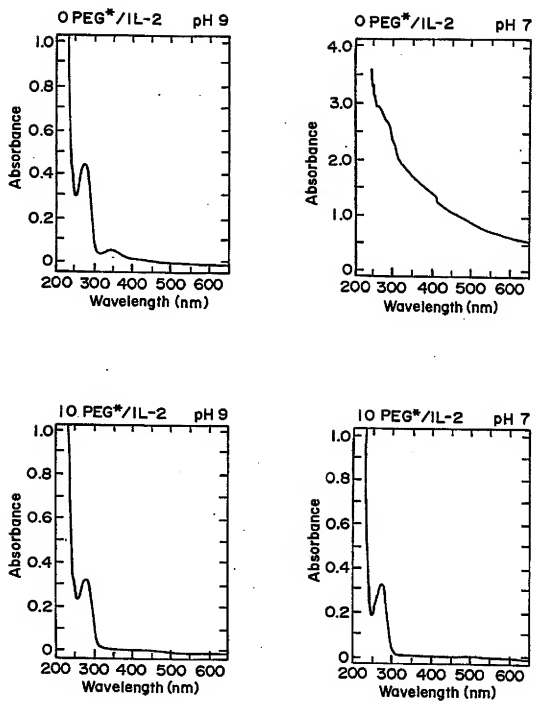 0 PEG*/IL-2 pH 9
1.0
0.8
0.6
0.4
0.2
0
Absorbance
200 300 400 500 600
Wavelength (nm)
0 PEG*/IL-2 pH 7
4.0
3.0
2.0
1.0
0
Absorbance
200 300 400 500 600
Wavelength (nm)
10 PEG*/IL-2 pH 9
1.0
0.8
0.6
0.4
0.2
0
Absorbance
200 300 400 500 600
Wavelength (nm)
10 PEG*/IL-2 pH 7
1.0
0.8
0.6
0.4
0.2
0
Absorbance
200 300 400 500 600
Wavelength (nm)